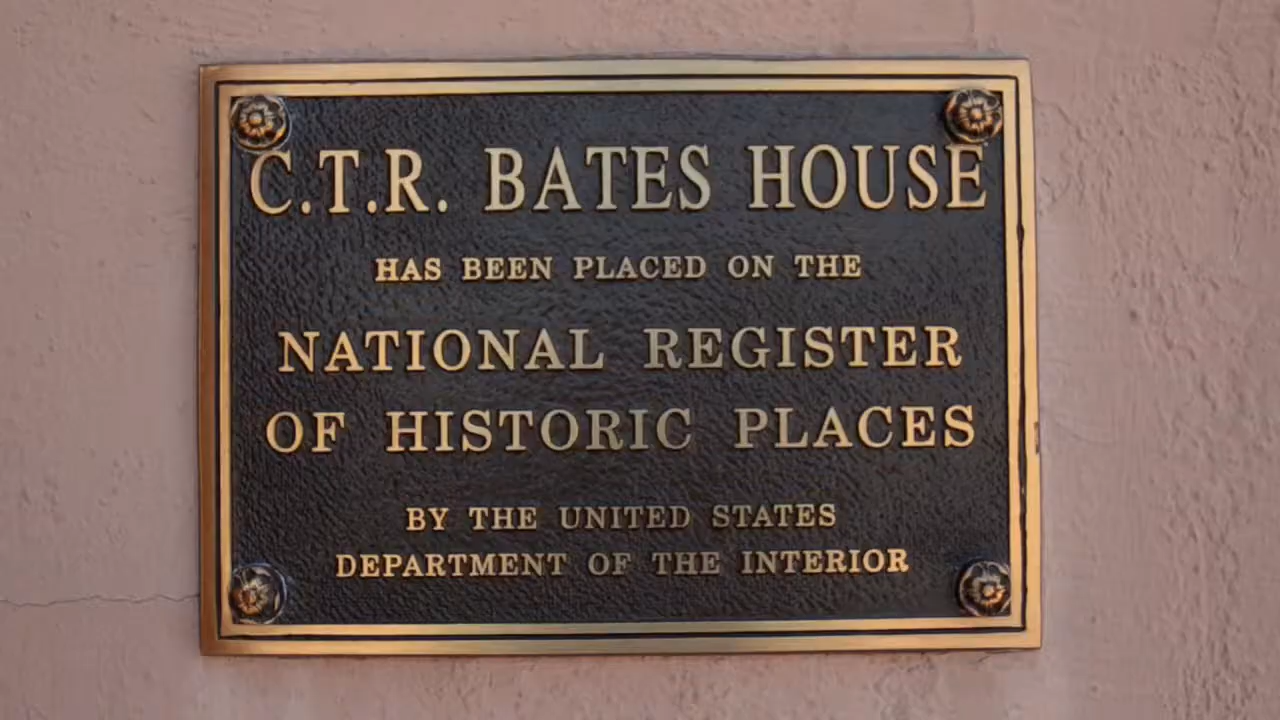 C.T.R. BATES HOUSE
HAS BEEN PLACED ON THE
NATIONAL REGISTER
OF HISTORIC PLACES
BY THE UNITED STATES
DEPARTMENT OF THE INTERIOR